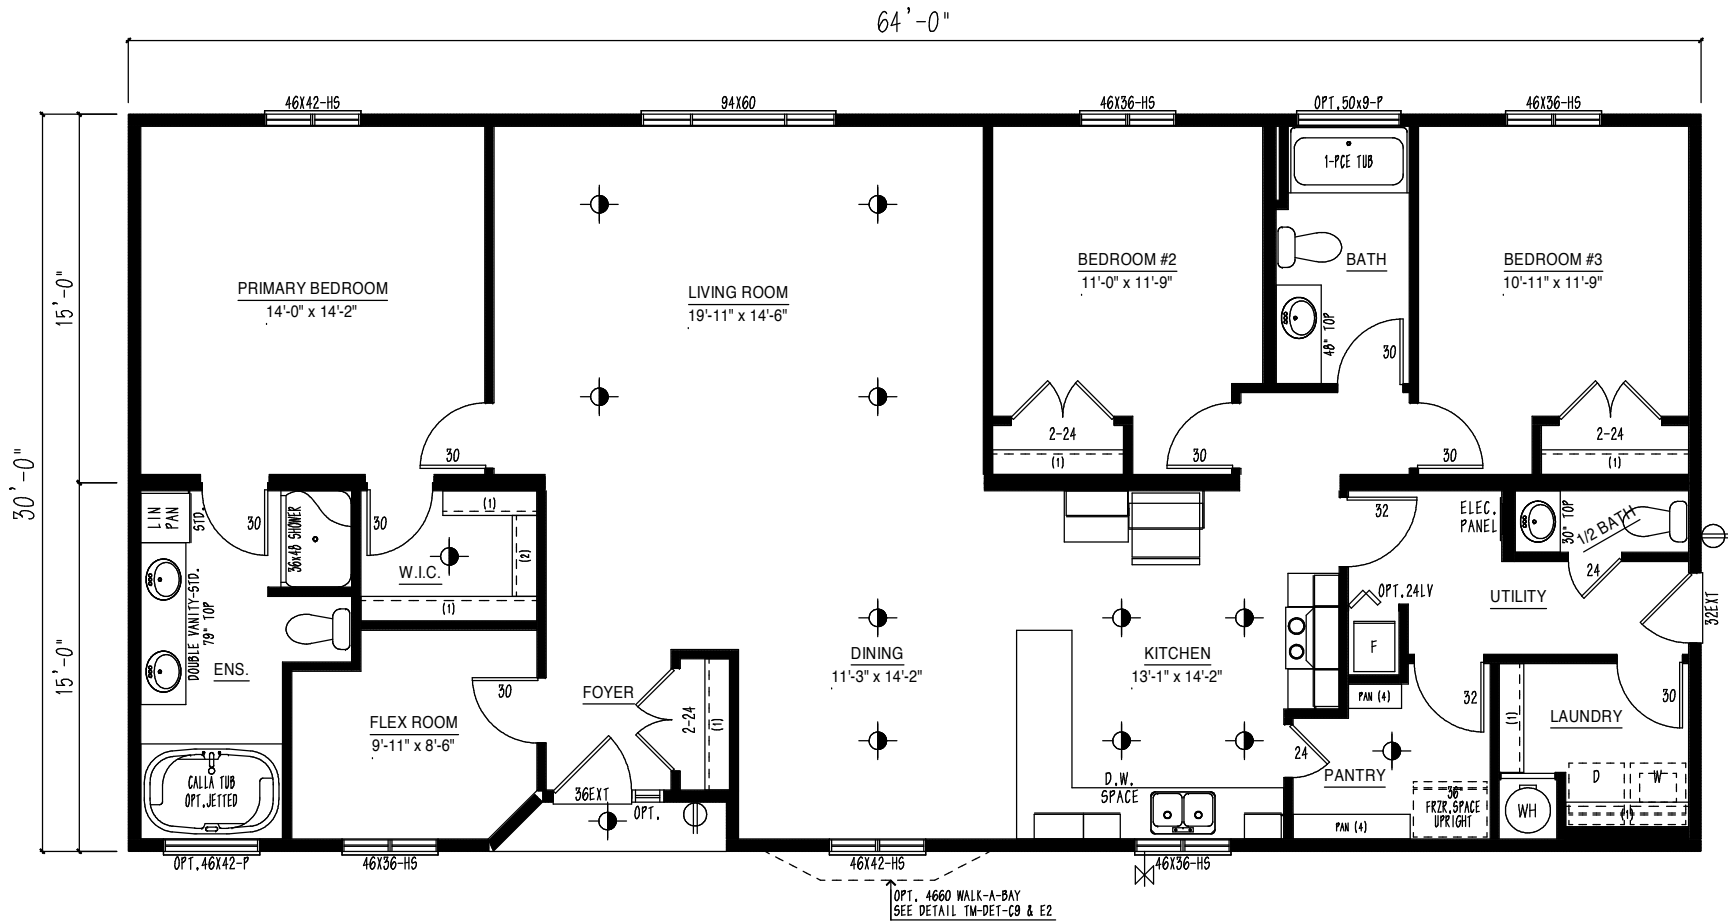 64'-0"
46X42-HS
94X60
46X36-HS
OPT.50x9-P
46X36-HS
15'-0"
30'-0"
15'-0"
PRIMARY BEDROOM
14'-0" x 14'-2"
30
LIVING ROOM
19'-11" x 14'-6"
BEDROOM #2
11'-0" x 11'-9"
2-24
(1)
30
1-PCE TUB
BATH
48" TOP
30
BEDROOM #3
10'-11" x 11'-9"
30
2-24
(1)
LIN
PAN
STD.
30
36x48 SHOWER
30
(1)
(2)
W.I.C.
(1)
DOUBLE VANITY-STD.
79" TOP
ENS.
CALLA TUB
OPT.JETTED
FLEX ROOM
9'-11" x 8'-6"
30
FOYER
2-24
(1)
36EXT
OPT.
DINING
11'-3" x 14'-2"
KITCHEN
13'-1" x 14'-2"
D.W.
SPACE
32
ELEC.
PANEL
30" TOP
1/2 BATH
24
OPT.24LV
UTILITY
32EXT
F
PAN (4)
32
30
LAUNDRY
(1)
24
PANTRY
36"
FRZR.SPACE
UPRIGHT
PAN (4)
WH
D
W
(1)
OPT.46X42-P
46X36-HS
46X42-HS
46X36-HS
OPT. 4660 WALK-A-BAY
SEE DETAIL TM-DET-C9 & E2